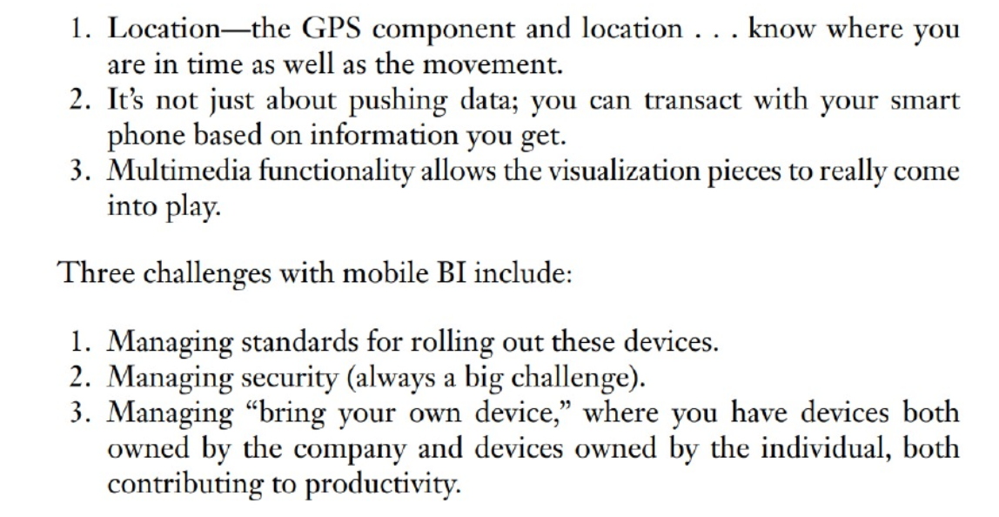 1. Location—the GPS component and location . . . know where you
are in time as well as the movement.
2. It’s not just about pushing data; you can transact with your smart
phone based on information you get.
3. Multimedia functionality allows the visualization pieces to really come
into play.
Three challenges with mobile BI include:
1. Managing standards for rolling out these devices.
2. Managing security (always a big challenge).
3. Managing “bring your own device,” where you have devices both
owned by the company and devices owned by the individual, both
contributing to productivity.